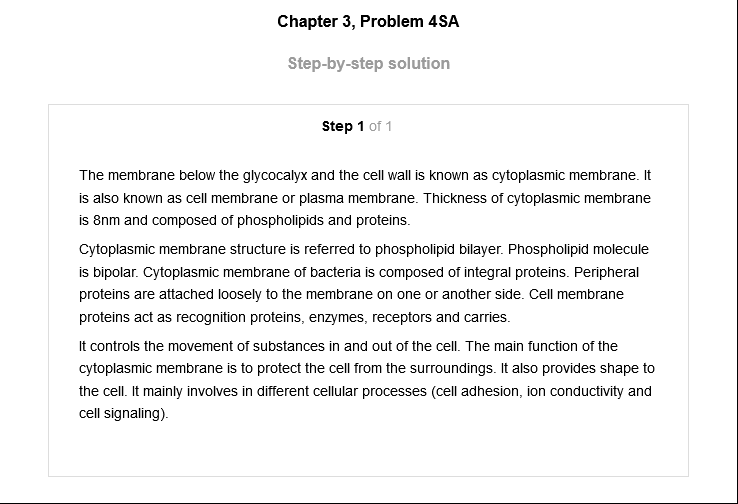 Chapter 3, Problem 4SA
Step-by-step solution
Step 1 of 1
The membrane below the glycocalyx and the cell wall is known as cytoplasmic membrane. It
is also known as cell membrane or plasma membrane. Thickness of cytoplasmic membrane
is 8nm and composed of phospholipids and proteins.
Cytoplasmic membrane structure is referred to phospholipid bilayer. Phospholipid molecule
is bipolar. Cytoplasmic membrane of bacteria is composed of integral proteins. Peripheral
proteins are attached loosely to the membrane on one or another side. Cell membrane
proteins act as recognition proteins, enzymes, receptors and carries.
It controls the movement of substances in and out of the cell. The main function of the
cytoplasmic membrane is to protect the cell from the surroundings. It also provides shape to
the cell. It mainly involves in different cellular processes (cell adhesion, ion conductivity and
cell signaling).